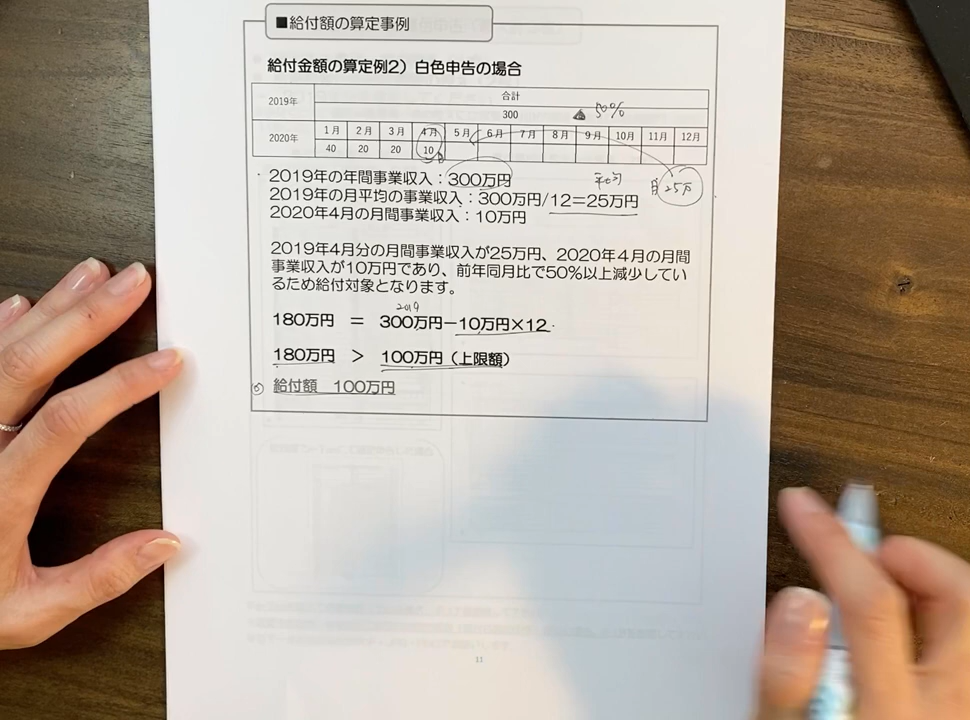 ■給付額の算定事例
給付金額の算定例2）白色申告の場合
2019年 合計
300 50%
2020年 1月 2月 3月 4月 5月 6月 7月 8月 9月 10月 11月 12月
40 20 20 10
2019年の年間事業収入：300万円 平均 月25万
2019年の月平均の事業収入：300万円/12＝25万円
2020年4月の月間事業収入：10万円
2019年4月分の月間事業収入が25万円、2020年4月の月間
事業収入が10万円であり、前年同月比で50％以上減少してい
るため給付対象となります。
2019
180万円 ＝ 300万円－10万円×12
180万円 ＞ 100万円（上限額）
給付額 100万円
11